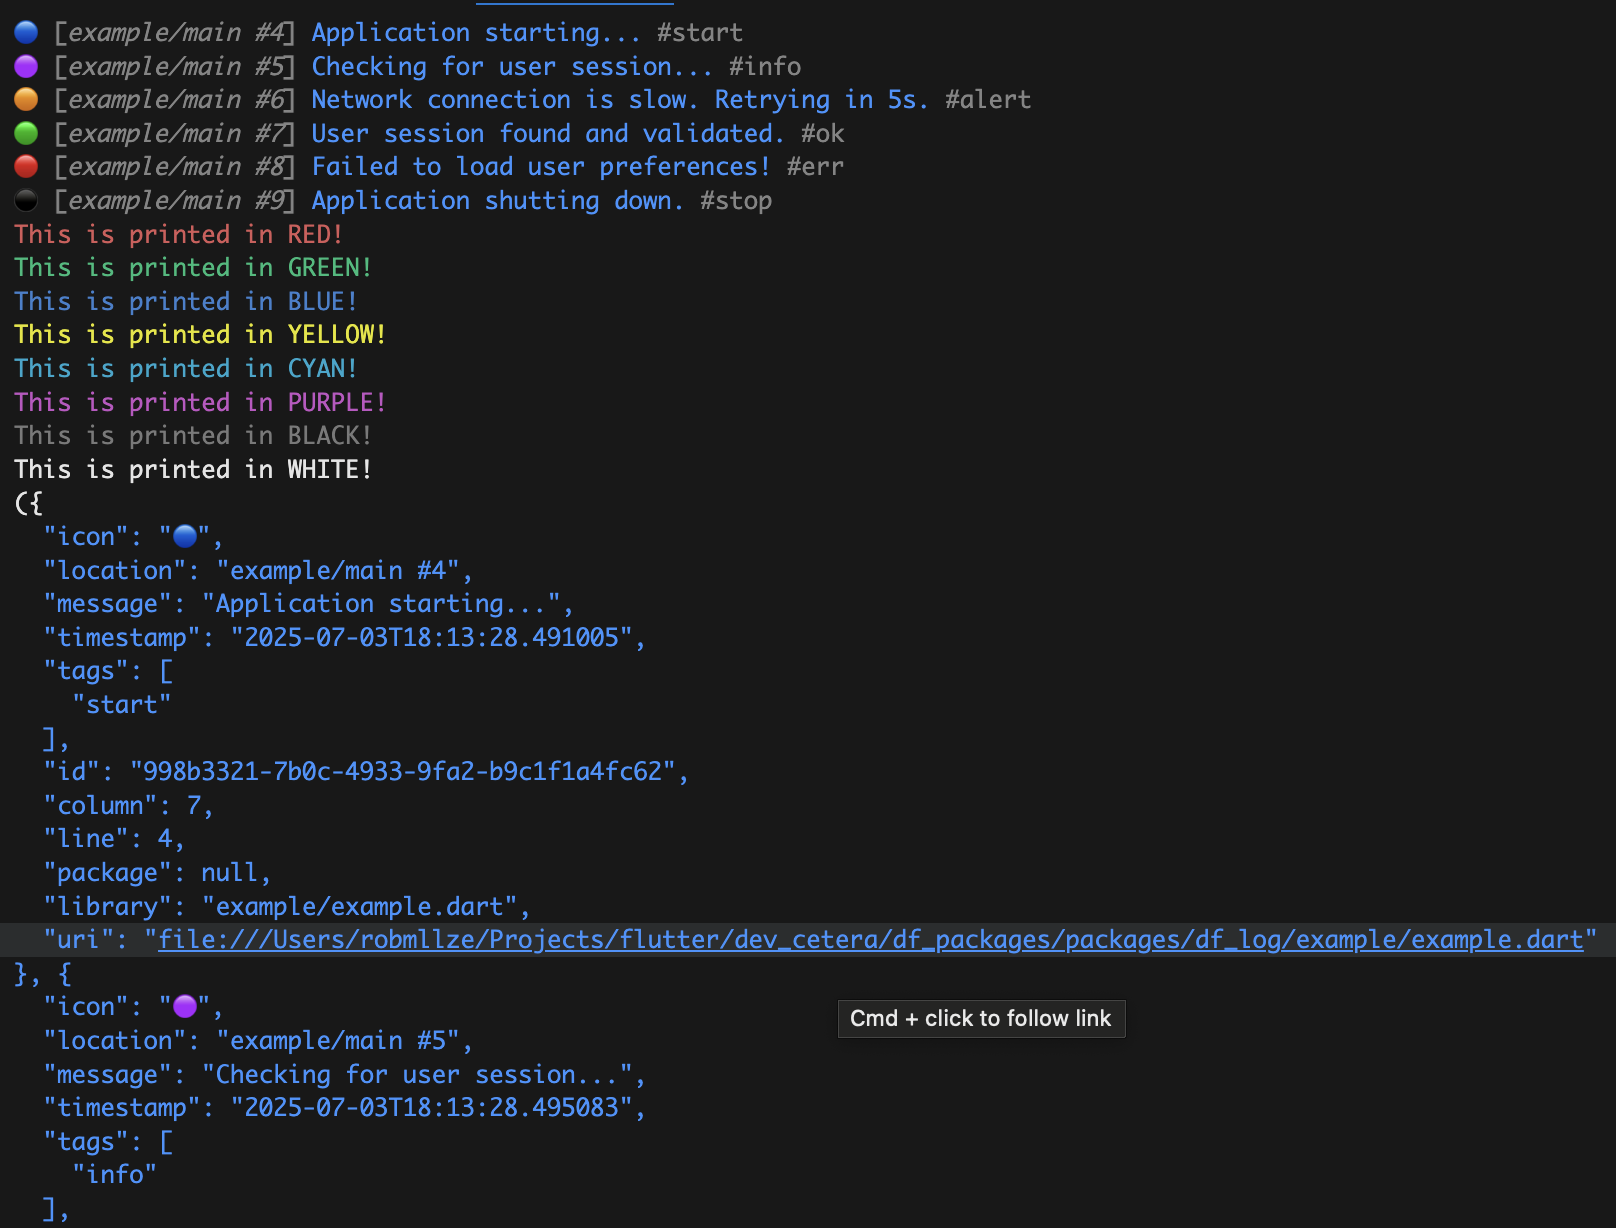 🔵 [example/main #4] Application starting... #start
🟣 [example/main #5] Checking for user session... #info
🟠 [example/main #6] Network connection is slow. Retrying in 5s. #alert
🟢 [example/main #7] User session found and validated. #ok
🔴 [example/main #8] Failed to load user preferences! #err
⚫ [example/main #9] Application shutting down. #stop
This is printed in RED!
This is printed in GREEN!
This is printed in BLUE!
This is printed in YELLOW!
This is printed in CYAN!
This is printed in PURPLE!
This is printed in BLACK!
This is printed in WHITE!
({
  "icon": "🔵",
  "location": "example/main #4",
  "message": "Application starting...",
  "timestamp": "2025-07-03T18:13:28.491005",
  "tags": [
    "start"
  ],
  "id": "998b3321-7b0c-4933-9fa2-b9c1f1a4fc62",
  "column": 7,
  "line": 4,
  "package": null,
  "library": "example/example.dart",
  "uri": "file:///Users/robmllze/Projects/flutter/dev_cetera/df_packages/packages/df_log/example/example.dart"
}, {
  "icon": "🟣",
  "location": "example/main #5",
  "message": "Checking for user session...",
  "timestamp": "2025-07-03T18:13:28.495083",
  "tags": [
    "info"
  ],
Cmd + click to follow link